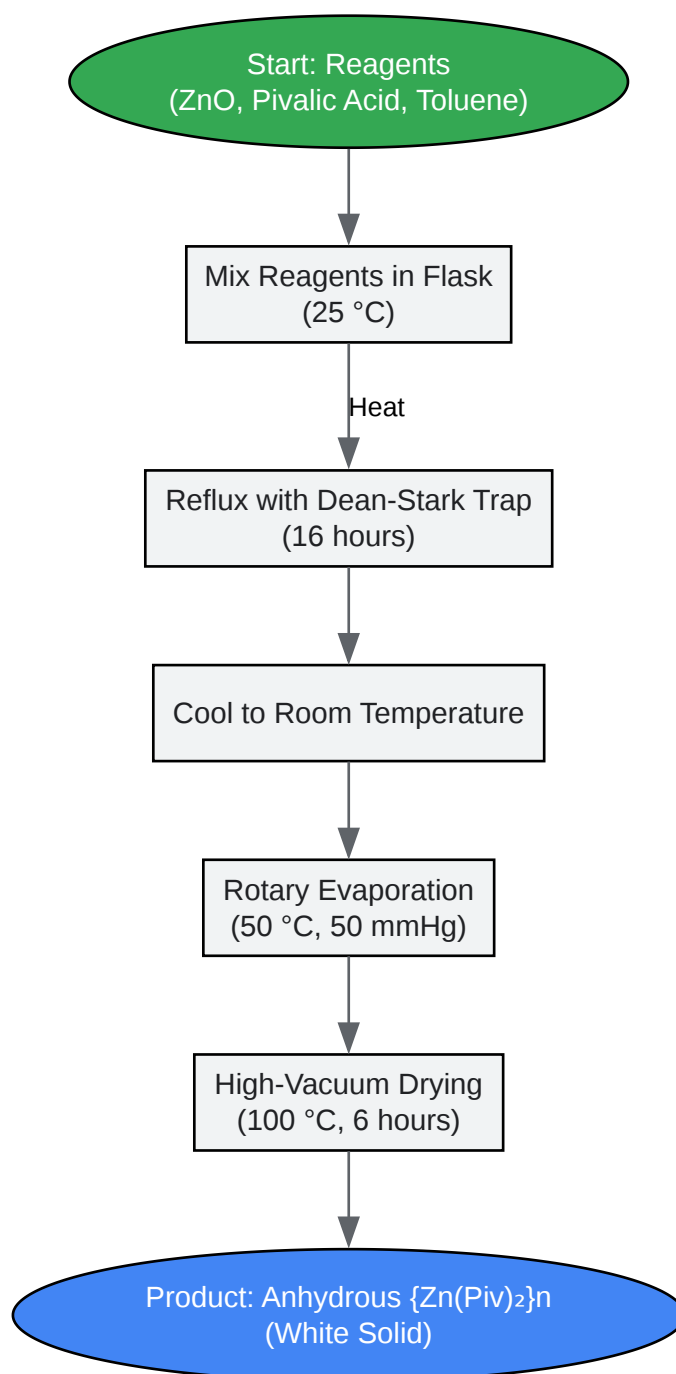 Start: Reagents
(ZnO, Pivalic Acid, Toluene)
Mix Reagents in Flask
(25 °C)
Heat
Reflux with Dean-Stark Trap
(16 hours)
Cool to Room Temperature
Rotary Evaporation
(50 °C, 50 mmHg)
High-Vacuum Drying
(100 °C, 6 hours)
Product: Anhydrous {Zn(Piv)₂}n
(White Solid)